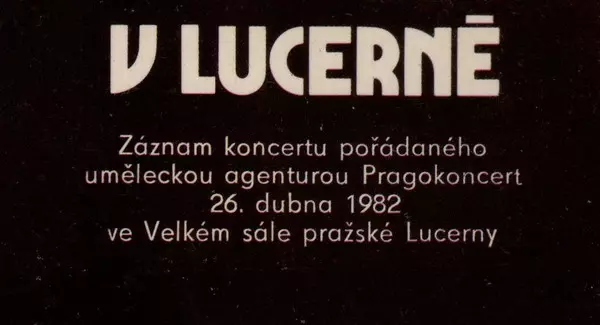 V LUCERNĚ
Záznam koncertu pořádaného
uměleckou agenturou Pragokoncert
26. dubna 1982
ve Velkém sále pražské Lucerny